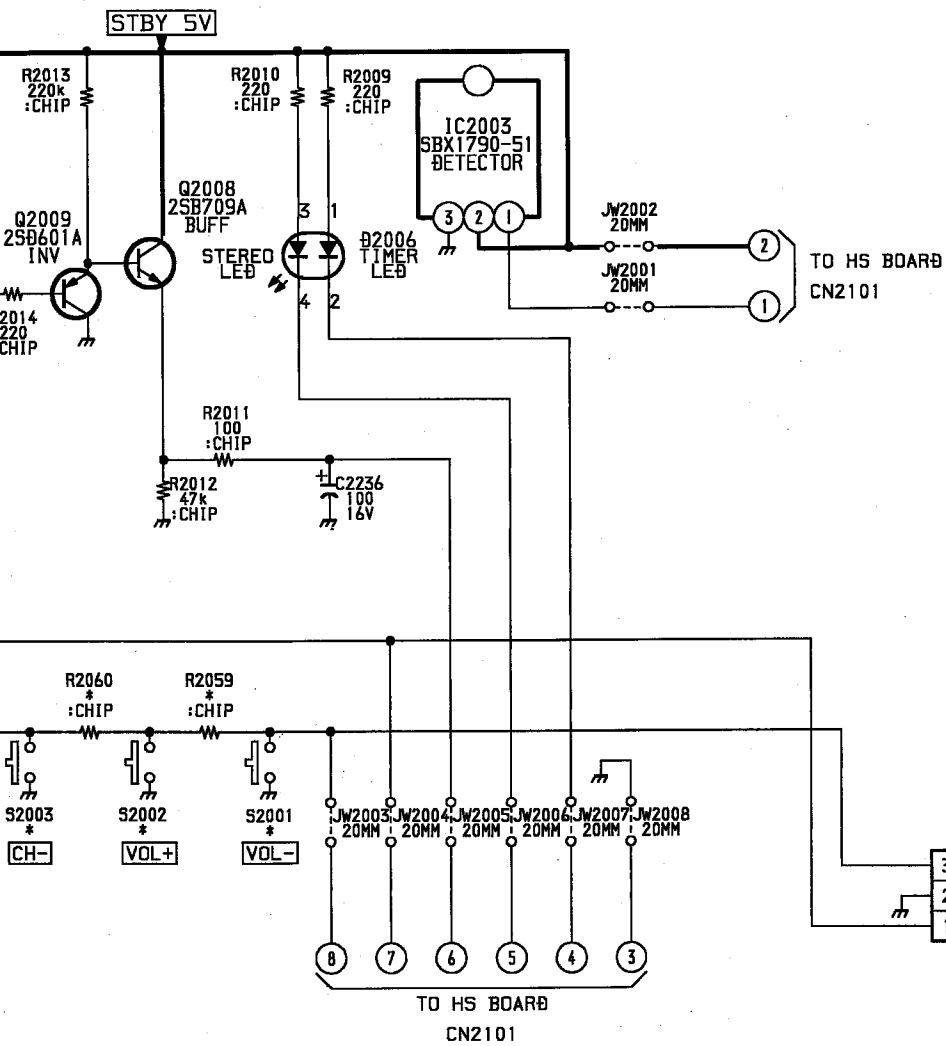 STBY 5V
R2013
220k
:CHIP
R2010
220
:CHIP
R2009
220
:CHIP
IC2003
SBX1790-51
DETECTOR
3 2 1
Q2008
2SB709A
BUFF
Q2009
2SD601A
INV
2014
220
CHIP
STEREO
LED
3 1
4 2
D2006
TIMER
LED
JW2002
20MM
2
JW2001
20MM
1
TO HS BOARD
CN2101
R2011
100
:CHIP
R2012
47k
:CHIP
+
C2236
100
16V
R2060
*
:CHIP
R2059
*
:CHIP
S2003
*
CH-
S2002
*
VOL+
S2001
*
VOL-
JW2003
20MM
JW2004
20MM
JW2005
20MM
JW2006
20MM
JW2007
20MM
JW2008
20MM
3
2
1
8 7 6 5 4 3
TO HS BOARD
CN2101